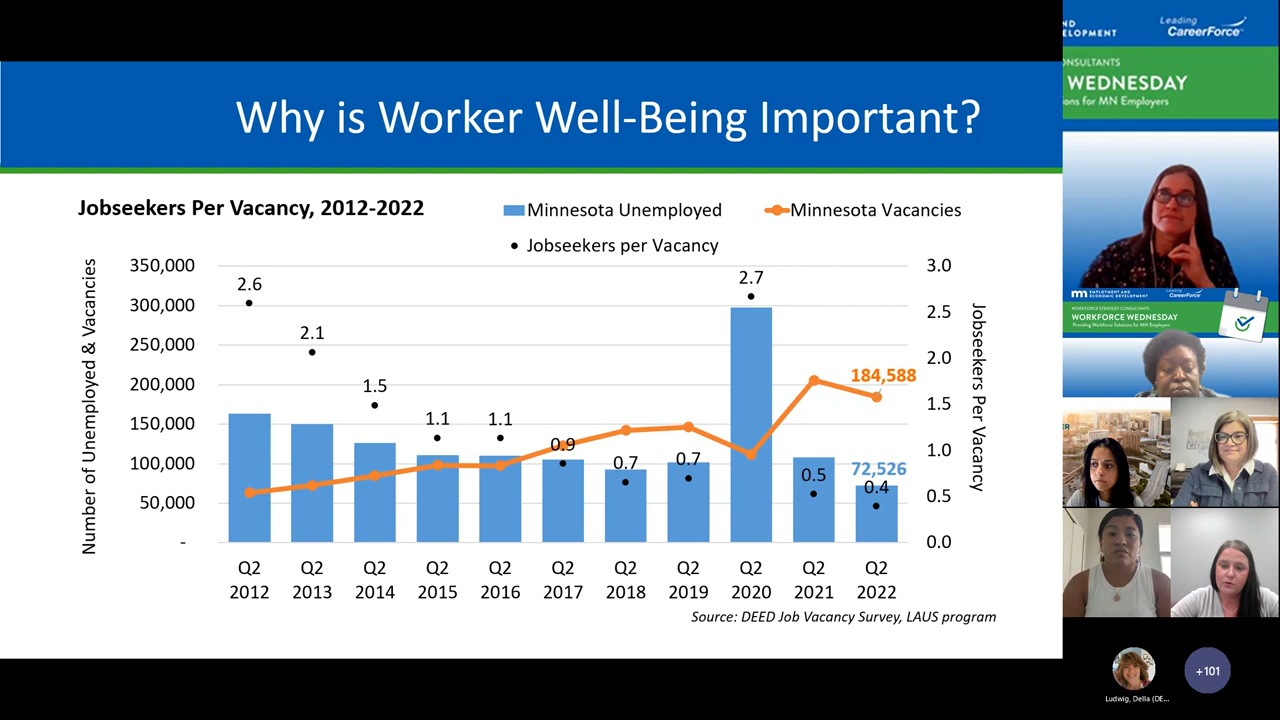 Why is Worker Well-Being Important?
Jobseekers Per Vacancy, 2012-2022
Minnesota Unemployed
Minnesota Vacancies
Jobseekers per Vacancy
Number of Unemployed & Vacancies
350,000
300,000
250,000
200,000
150,000
100,000
50,000
-
2.6
2.1
1.5
1.1
1.1
0.9
0.7
0.7
2.7
0.5
0.4
184,588
72,526
3.0
2.5
2.0
1.5
1.0
0.5
0.0
Jobseekers Per Vacancy
Q2 Q2 Q2 Q2 Q2 Q2 Q2 Q2 Q2 Q2 Q2
2012 2013 2014 2015 2016 2017 2018 2019 2020 2021 2022
Source: DEED Job Vacancy Survey, LAUS program
ND
ELOPMENT
Leading
CareerForce
ONSULTANTS
WEDNESDAY
ons for MN Employers
mn EMPLOYMENT AND
ECONOMIC DEVELOPMENT
Leading
CareerForce
WORKFORCE STRATEGY CONSULTANTS
WORKFORCE WEDNESDAY
Providing Workforce Solutions for MN Employers
ER
Ludwig, Della (DE...
+101